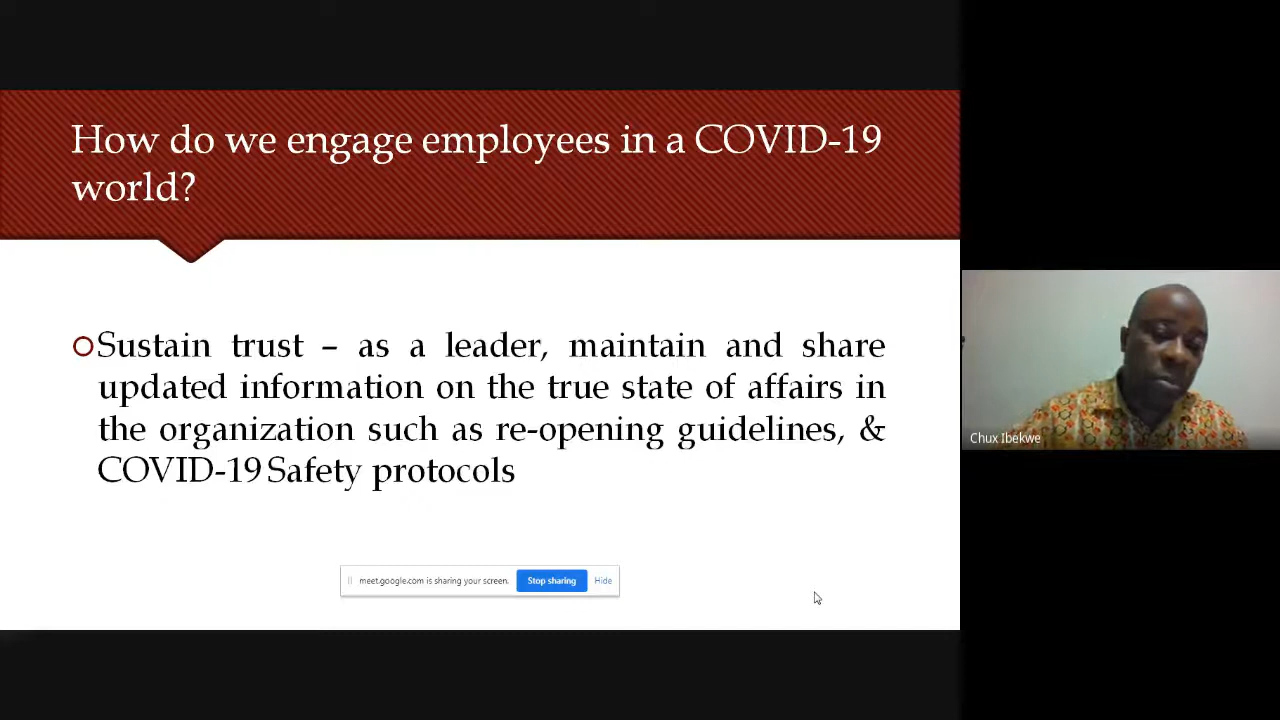 How do we engage employees in a COVID-19
world?
Sustain trust – as a leader, maintain and share
updated information on the true state of affairs in
the organization such as re-opening guidelines, &
COVID-19 Safety protocols
meet.google.com is sharing your screen. Stop sharing Hide
Chux Ibekwe